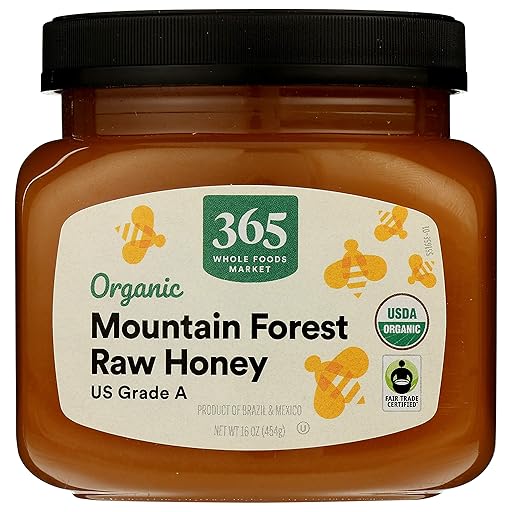 365
WHOLE FOODS
MARKET
Organic
Mountain Forest
Raw Honey
US Grade A
PRODUCT OF BRAZIL & MEXICO
NET WT 16 OZ (454g)
U
USDA
ORGANIC
FAIR TRADE
CERTIFIED